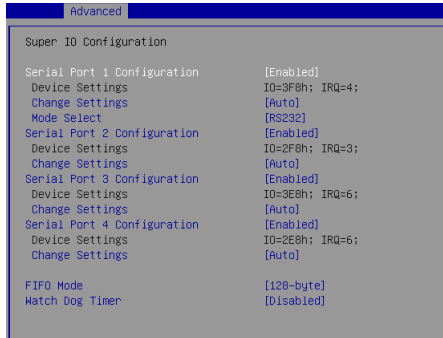 Advanced
Super IO Configuration
Serial Port 1 Configuration [Enabled]
Device Settings IO=3F8h; IRQ=4;
Change Settings [Auto]
Mode Select [RS232]
Serial Port 2 Configuration [Enabled]
Device Settings IO=2F8h; IRQ=3;
Change Settings [Auto]
Serial Port 3 Configuration [Enabled]
Device Settings IO=3E8h; IRQ=6;
Change Settings [Auto]
Serial Port 4 Configuration [Enabled]
Device Settings IO=2E8h; IRQ=6;
Change Settings [Auto]
FIFO Mode [128-byte]
Watch Dog Timer [Disabled]